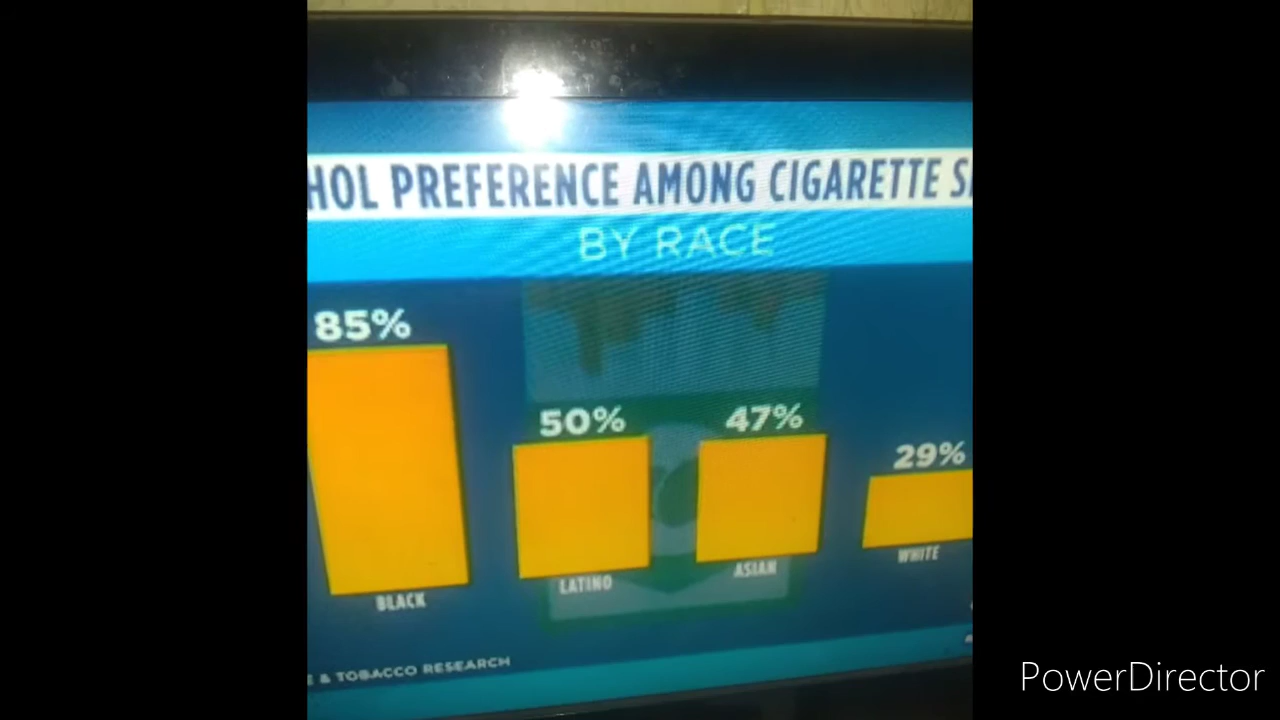 HOL PREFERENCE AMONG CIGARETTE S
BY RACE
85%
50%
47%
29%
BLACK
LATINO
ASIAN
WHITE
E & TOBACCO RESEARCH
PowerDirector